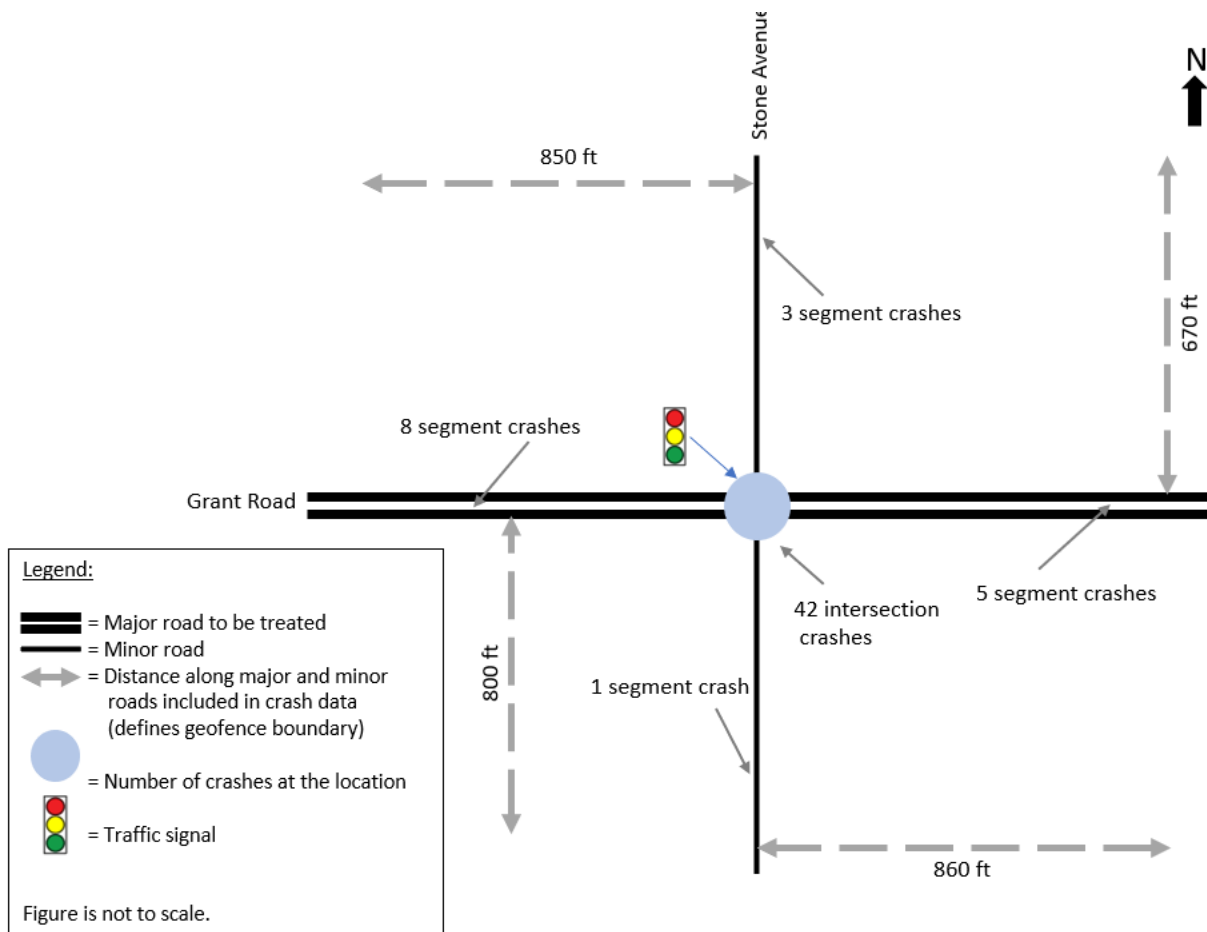 Stone Avenue
N
850 ft
3 segment crashes
670 ft
8 segment crashes
Grant Road
5 segment crashes
42 intersection
crashes
800 ft
1 segment crash
860 ft
Legend:
= Major road to be treated
= Minor road
= Distance along major and minor
roads included in crash data
(defines geofence boundary)
= Number of crashes at the location
= Traffic signal
Figure is not to scale.